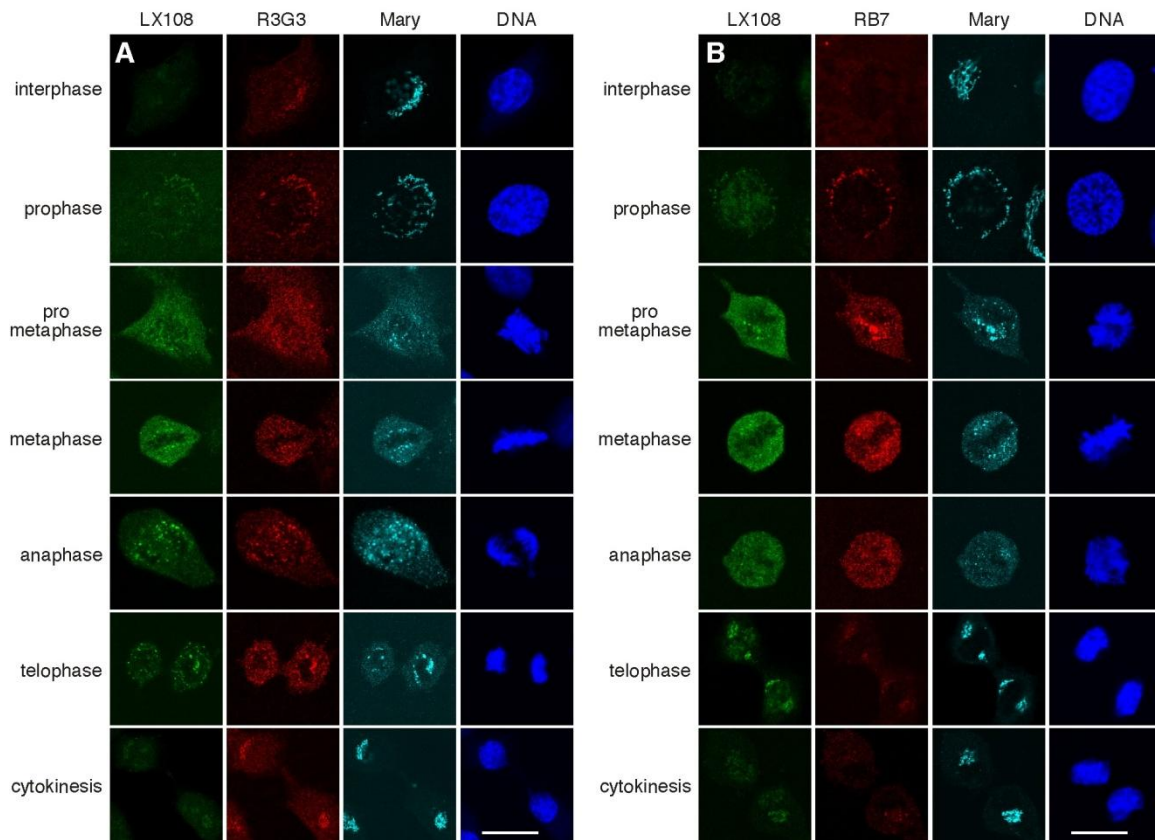 LX108 R3G3 Mary DNA LX108 RB7 Mary DNA
A B
interphase interphase
prophase prophase
pro
metaphase
pro
metaphase
metaphase metaphase
anaphase anaphase
telophase telophase
cytokinesis cytokinesis